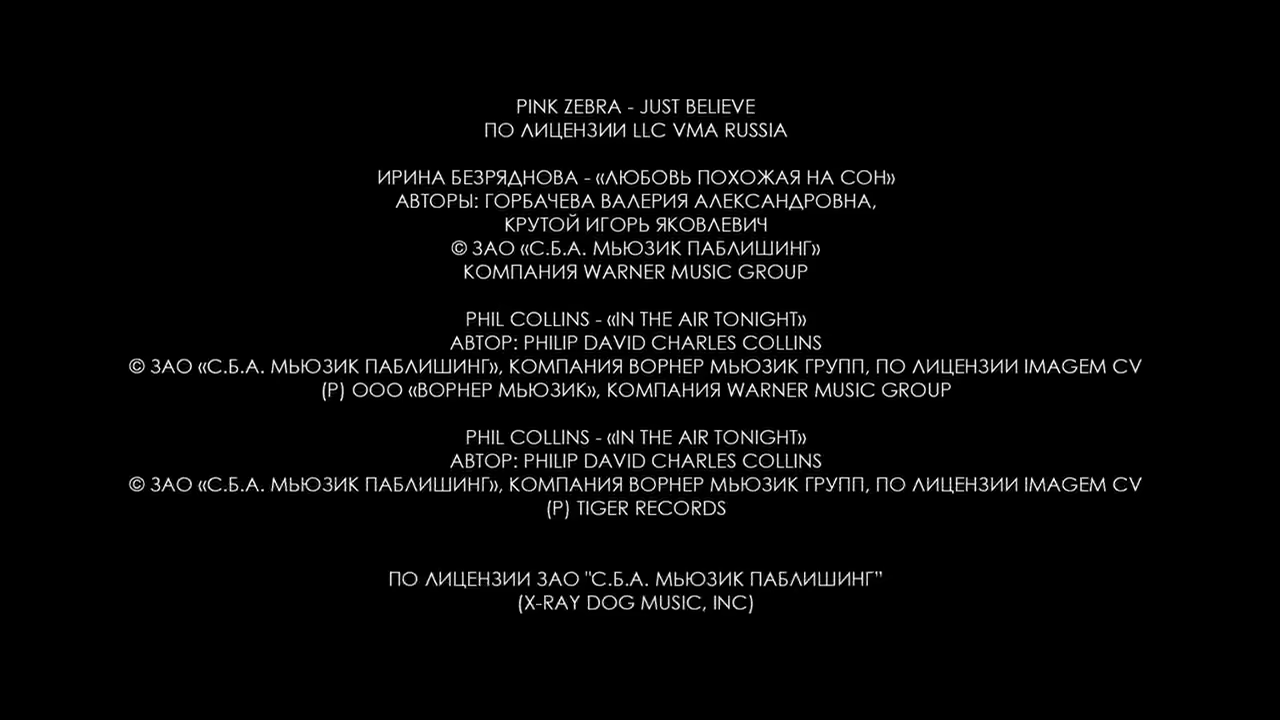 PINK ZEBRA - JUST BELIEVE
ПО ЛИЦЕНЗИИ LLC VMA RUSSIA
ИРИНА БЕЗРЯДНОВА - «ЛЮБОВЬ ПОХОЖАЯ НА СОН»
АВТОРЫ: ГОРБАЧЕВА ВАЛЕРИЯ АЛЕКСАНДРОВНА,
КРУТОЙ ИГОРЬ ЯКОВЛЕВИЧ
© ЗАО «С.Б.А. МЬЮЗИК ПАБЛИШИНГ»
КОМПАНИЯ WARNER MUSIC GROUP
PHIL COLLINS - «IN THE AIR TONIGHT»
АВТОР: PHILIP DAVID CHARLES COLLINS
© ЗАО «С.Б.А. МЬЮЗИК ПАБЛИШИНГ», КОМПАНИЯ ВОРНЕР МЬЮЗИК ГРУПП, ПО ЛИЦЕНЗИИ IMAGEM CV
(P) ООО «ВОРНЕР МЬЮЗИК», КОМПАНИЯ WARNER MUSIC GROUP
PHIL COLLINS - «IN THE AIR TONIGHT»
АВТОР: PHILIP DAVID CHARLES COLLINS
© ЗАО «С.Б.А. МЬЮЗИК ПАБЛИШИНГ», КОМПАНИЯ ВОРНЕР МЬЮЗИК ГРУПП, ПО ЛИЦЕНЗИИ IMAGEM CV
(P) TIGER RECORDS
ПО ЛИЦЕНЗИИ ЗАО "С.Б.А. МЬЮЗИК ПАБЛИШИНГ"
(X-RAY DOG MUSIC, INC)